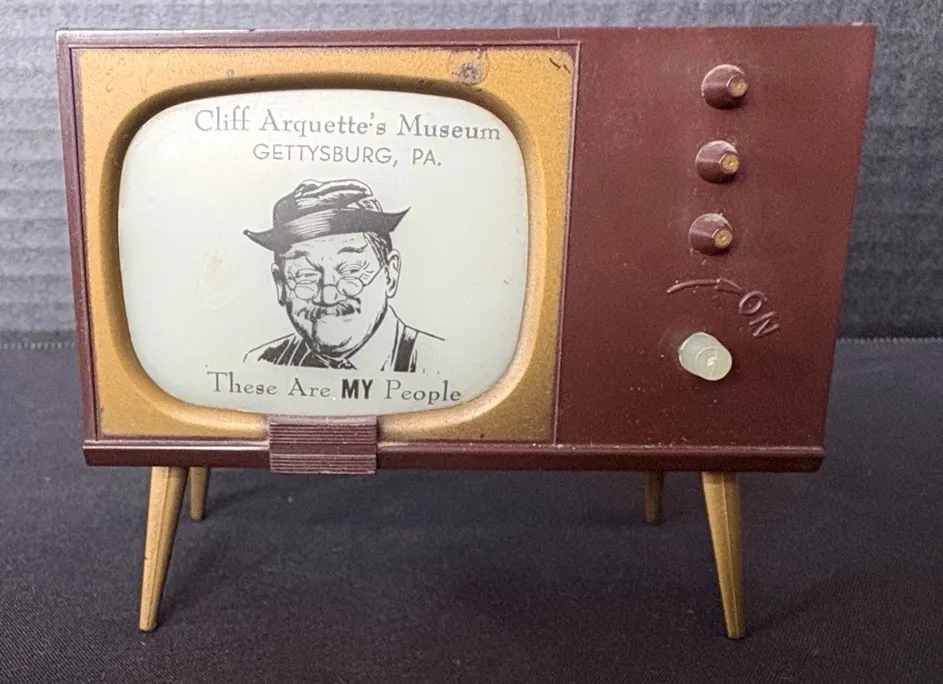 Cliff Arquette's Museum
GETTYSBURG, PA.
These Are MY People
ON